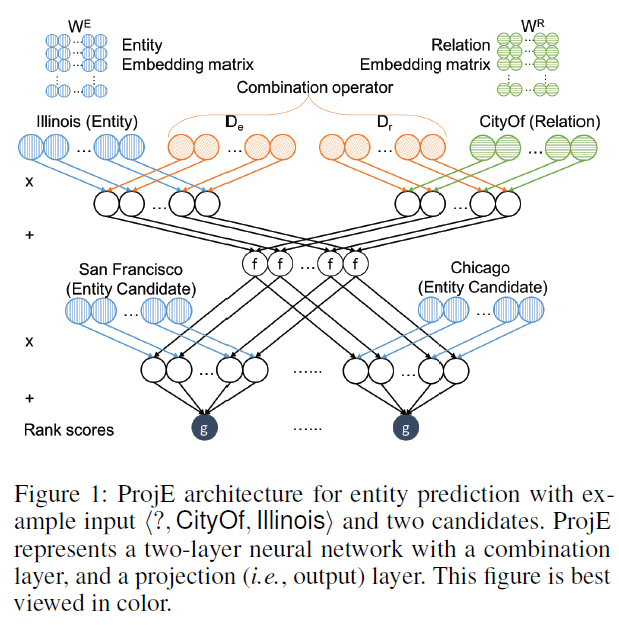 W^E
W^R
Entity
Embedding matrix
Relation
Embedding matrix
Combination operator
Illinois (Entity)
D_e
D_r
CityOf (Relation)
... ... ... ...
x
... ...
+
f f ... f f
San Francisco
(Entity Candidate)
Chicago
(Entity Candidate)
... ...
x
... ...... ...
+
Rank scores
g ...... g
Figure 1: ProjE architecture for entity prediction with ex-
ample input ⟨?, CityOf, Illinois⟩ and two candidates. ProjE
represents a two-layer neural network with a combination
layer, and a projection (i.e., output) layer. This figure is best
viewed in color.